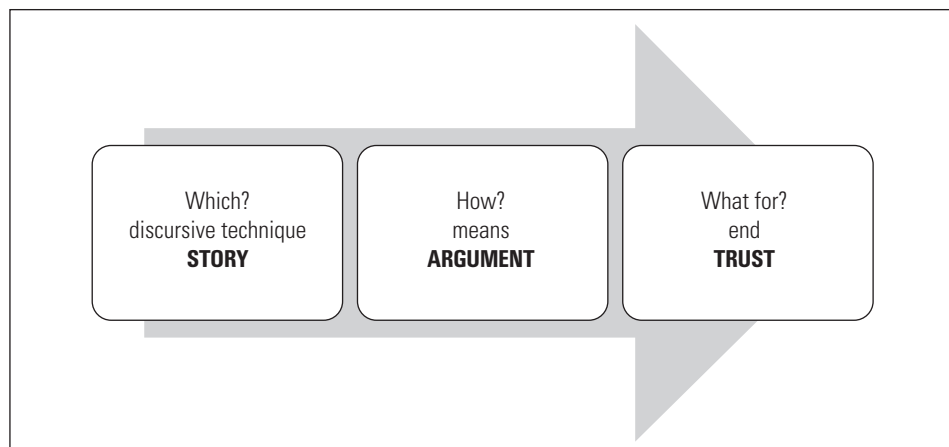 Which?
discursive technique
STORY
How?
means
ARGUMENT
What for?
end
TRUST